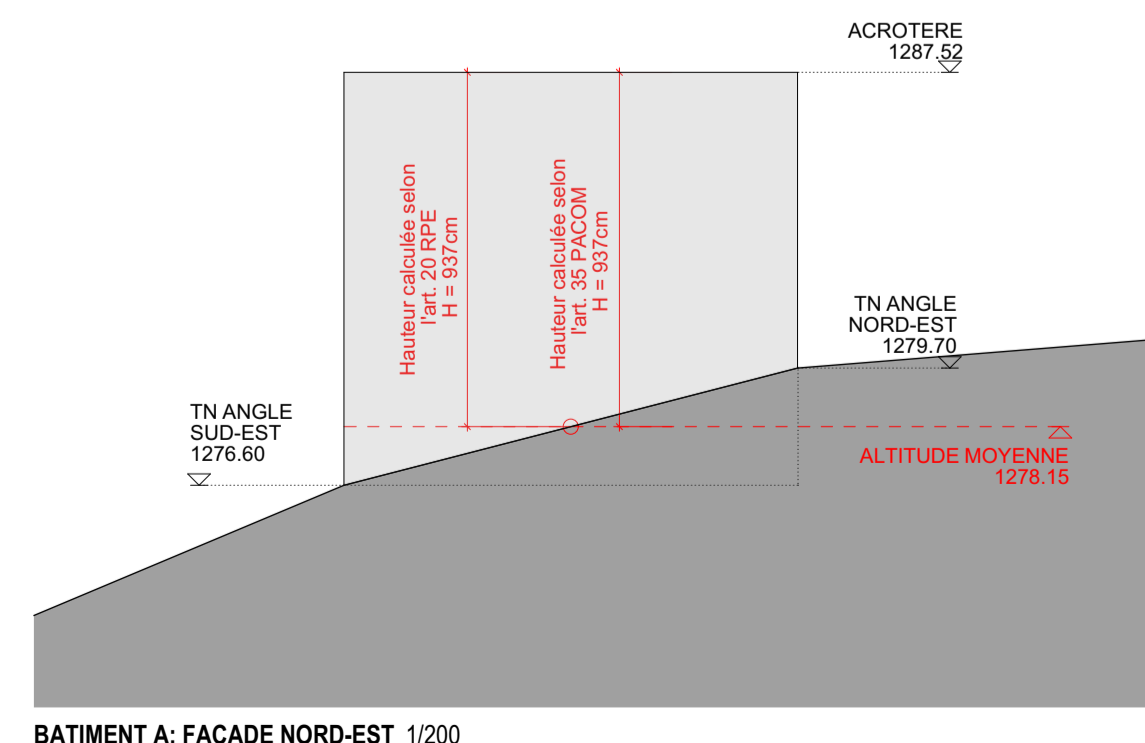 ACROTERE
1287.52
Hauteur calculée selon
l'art. 20 RPE
H = 937cm
Hauteur calculée selon
l'art. 35 PACOM
H = 937cm
TN ANGLE
NORD-EST
1279.70
TN ANGLE
SUD-EST
1276.60
ALTITUDE MOYENNE
1278.15
BATIMENT A: FACADE NORD-EST 1/200